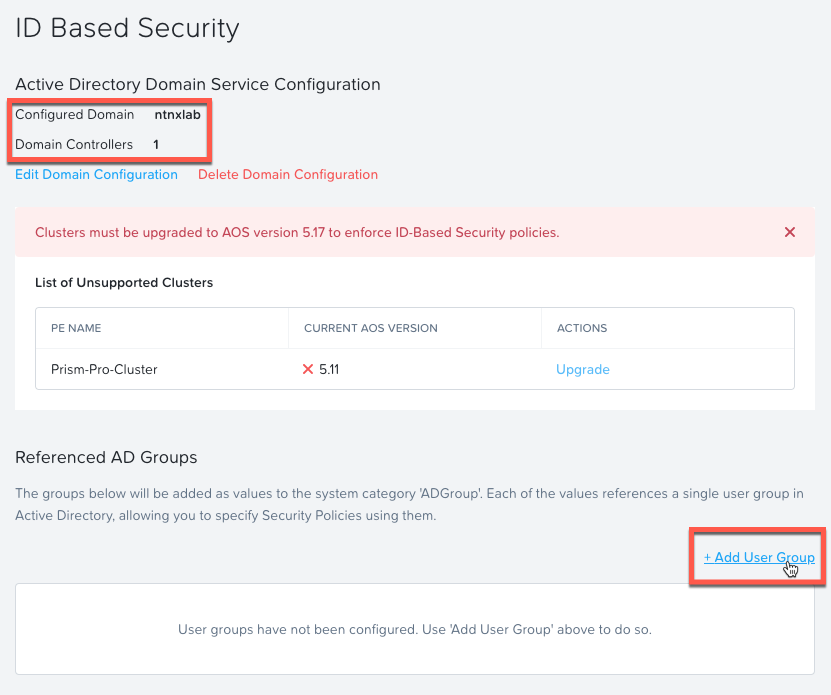 ID Based Security
Active Directory Domain Service Configuration
Configured Domain ntnxlab
Domain Controllers 1
Edit Domain Configuration Delete Domain Configuration
Clusters must be upgraded to AOS version 5.17 to enforce ID-Based Security policies.
List of Unsupported Clusters
PE NAME CURRENT AOS VERSION ACTIONS
Prism-Pro-Cluster 5.11 Upgrade
Referenced AD Groups
The groups below will be added as values to the system category 'ADGroup'. Each of the values references a single user group in
Active Directory, allowing you to specify Security Policies using them.
+ Add User Group
User groups have not been configured. Use 'Add User Group' above to do so.